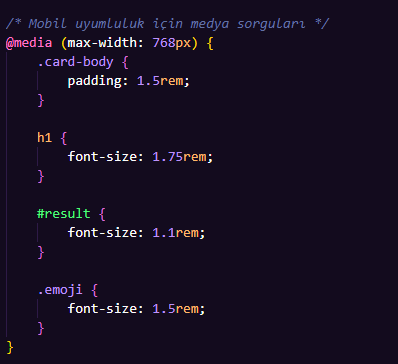 /* Mobil uyumluluk için medya sorguları */
@media (max-width: 768px) {
    .card-body {
        padding: 1.5rem;
    }

    h1 {
        font-size: 1.75rem;
    }

    #result {
        font-size: 1.1rem;
    }

    .emoji {
        font-size: 1.5rem;
    }
}